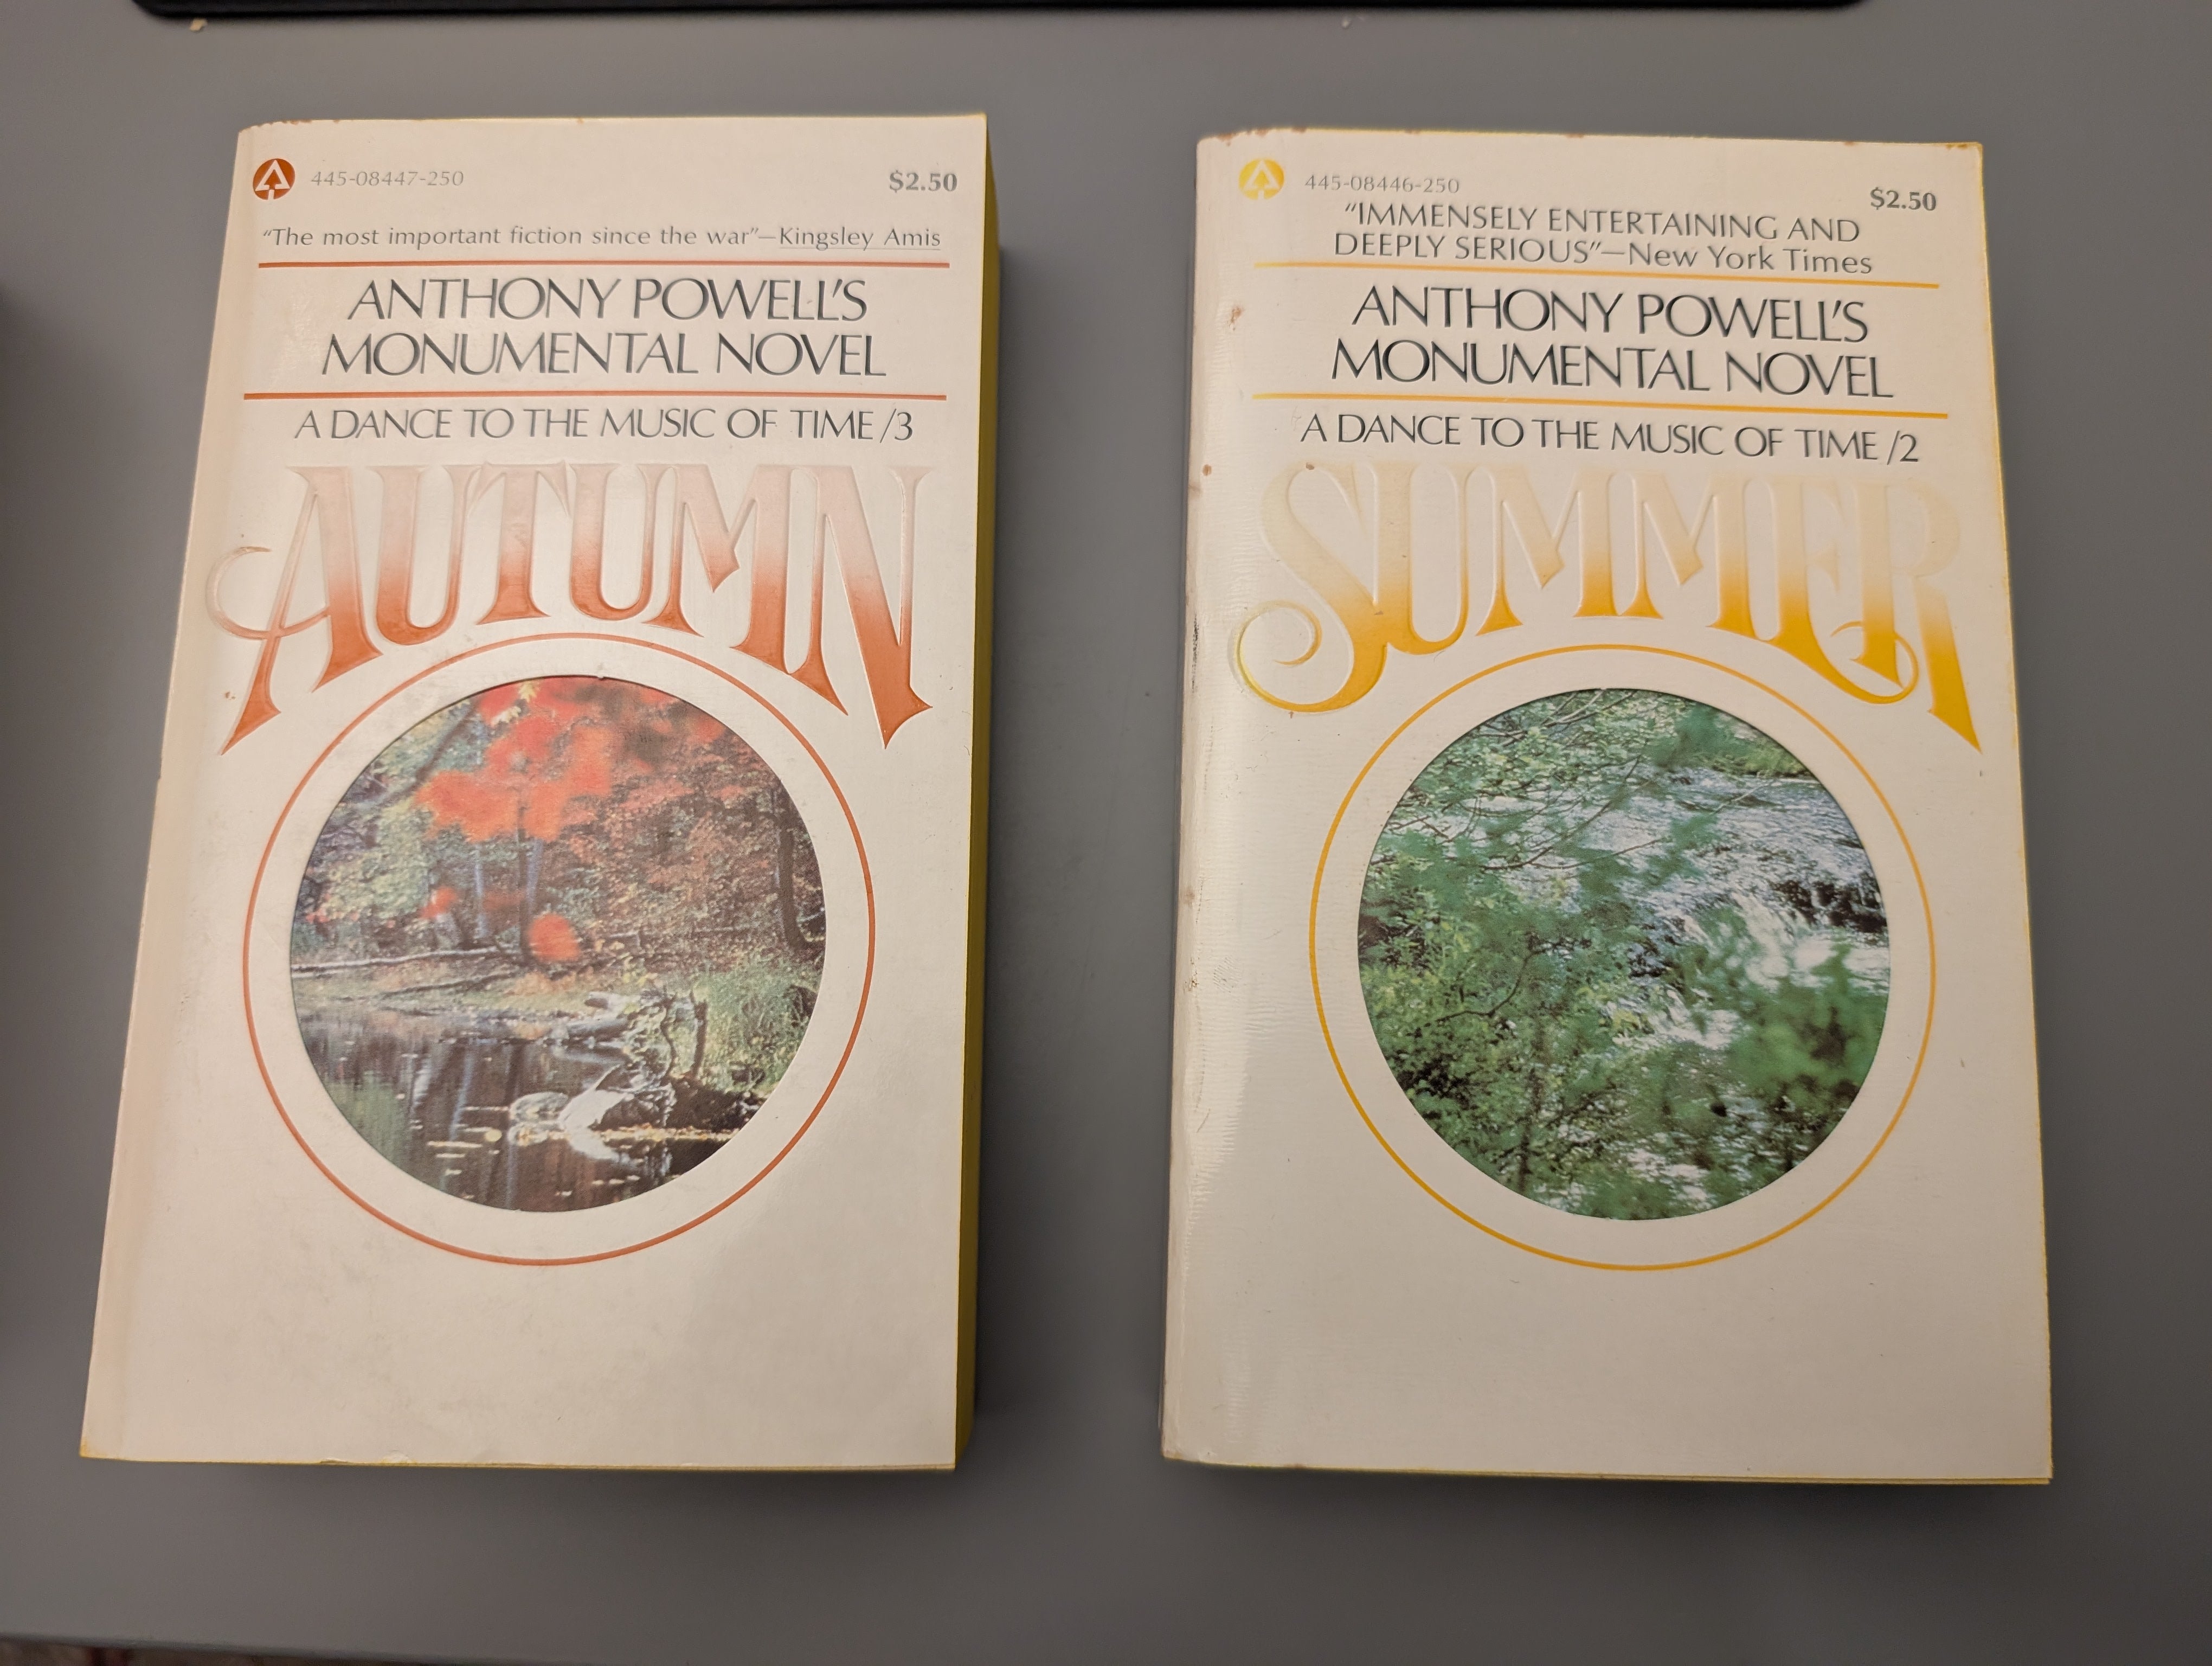 445-08447-250
$2.50
"The most important fiction since the war"—Kingsley Amis
ANTHONY POWELL'S
MONUMENTAL NOVEL
A DANCE TO THE MUSIC OF TIME/3
AUTUMN
445-08446-250
$2.50
"IMMENSELY ENTERTAINING AND
DEEPLY SERIOUS"—New York Times
ANTHONY POWELL'S
MONUMENTAL NOVEL
A DANCE TO THE MUSIC OF TIME/2
SUMMER